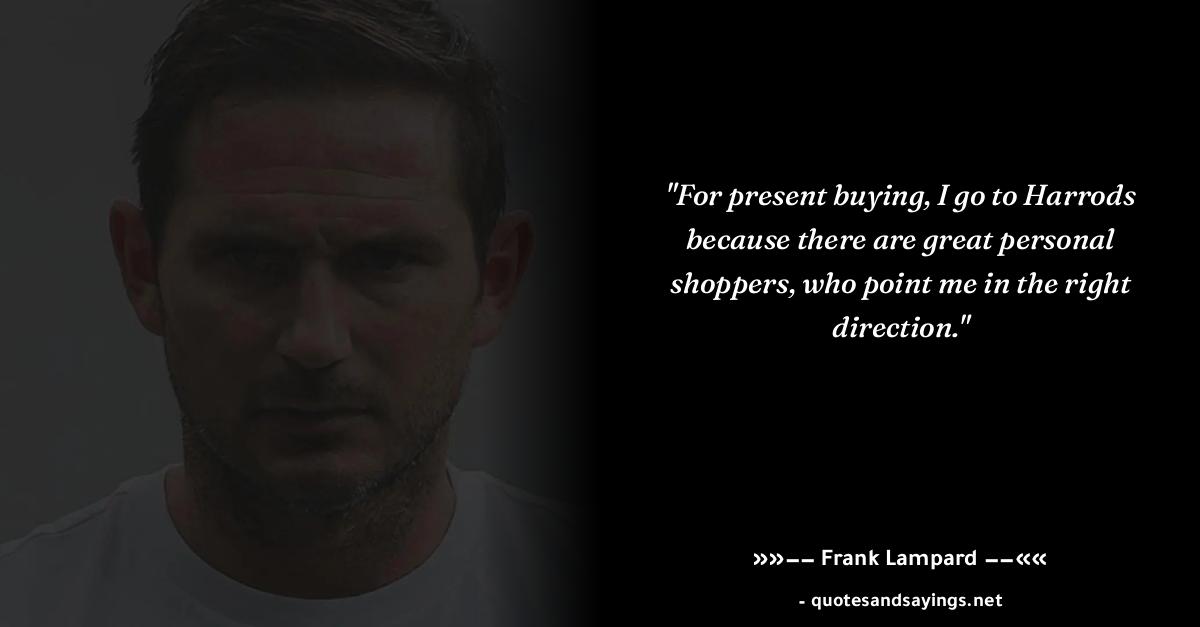 "For present buying, I go to Harrods
because there are great personal
shoppers, who point me in the right
direction."
»»−− Frank Lampard −−««
- quotesandsayings.net